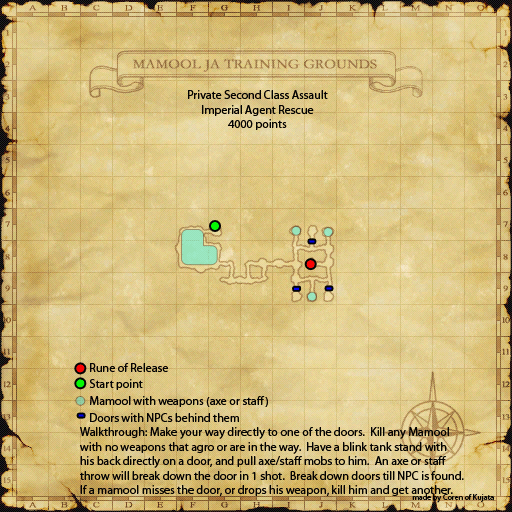 A B C D E F G H I J K L M N O
MAMOOL JA TRAINING GROUNDS
Private Second Class Assault
Imperial Agent Rescue
4000 points
Rune of Release
Start point
Mamool with weapons (axe or staff)
Doors with NPCs behind them
Walkthrough: Make your way directly to one of the doors. Kill any Mamool
with no weapons that agro or are in the way. Have a blink tank stand with
his back directly on a door, and pull axe/staff mobs to him. An axe or staff
throw will break down the door in 1 shot. Break down doors till NPC is found.
If a mamool misses the door, or drops his weapon, kill him and get another.
made by Coren of Kujata